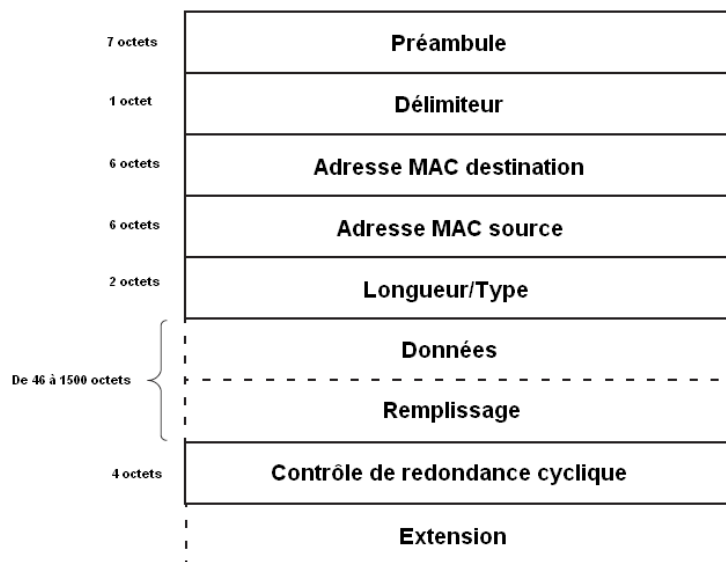 7 octets
Préambule
1 octet
Délimiteur
6 octets
Adresse MAC destination
6 octets
Adresse MAC source
2 octets
Longueur/Type
De 46 à 1500 octets
Données
Remplissage
4 octets
Contrôle de redondance cyclique
Extension